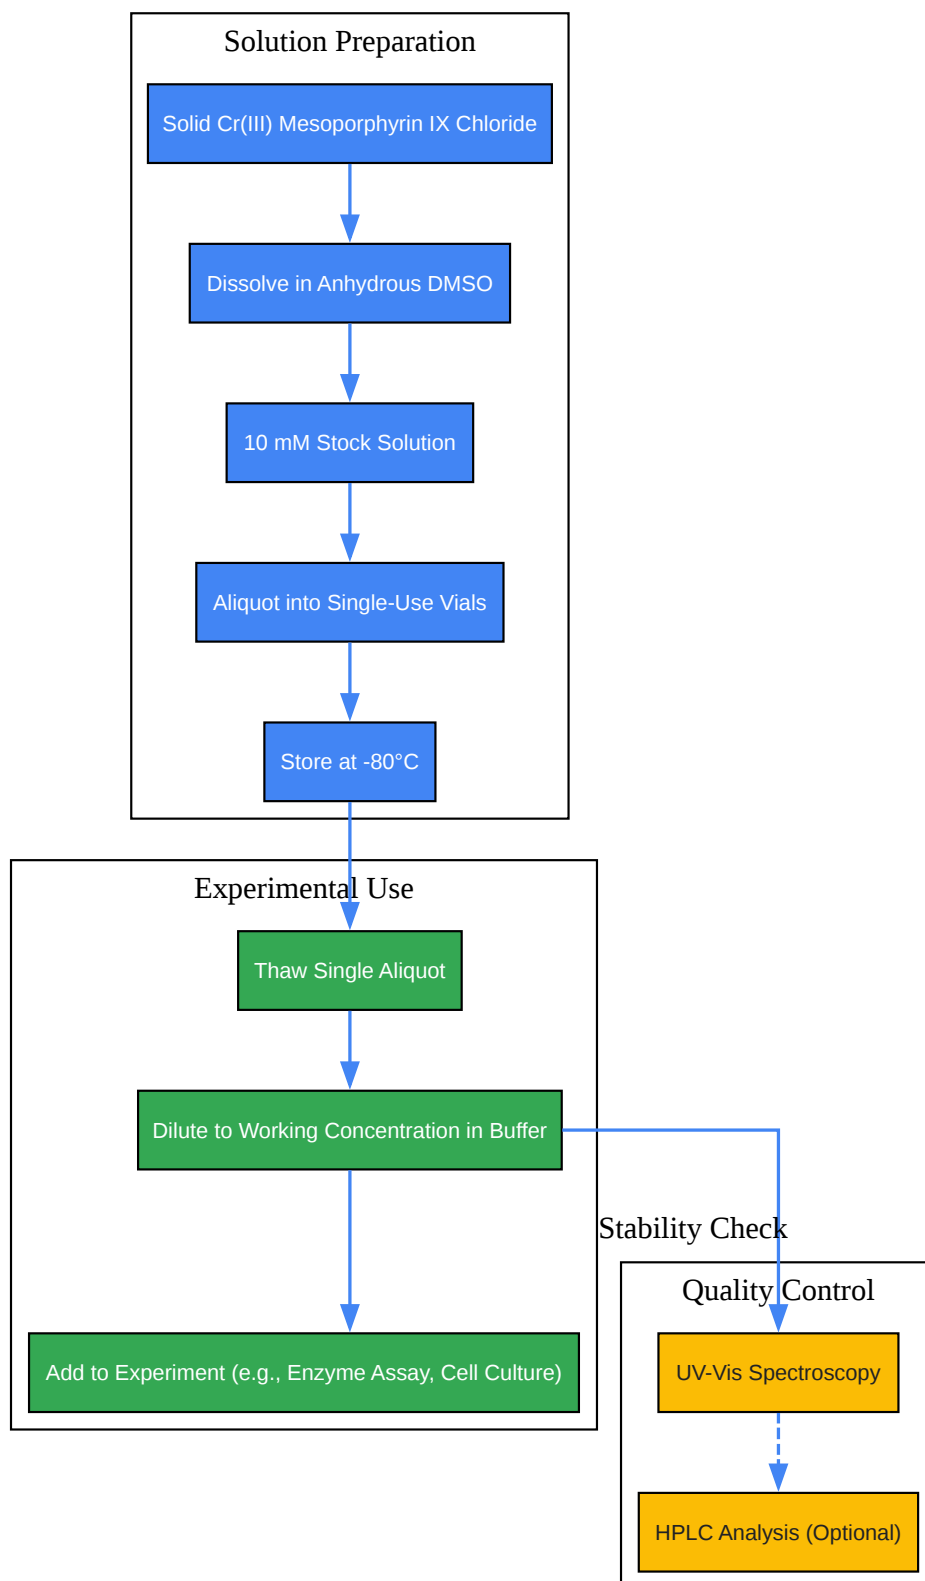 Solution Preparation
Solid Cr(III) Mesoporphyrin IX Chloride
Dissolve in Anhydrous DMSO
10 mM Stock Solution
Aliquot into Single-Use Vials
Store at -80°C
Experimental Use
Thaw Single Aliquot
Dilute to Working Concentration in Buffer
Stability Check
Quality Control
Add to Experiment (e.g., Enzyme Assay, Cell Culture)
UV-Vis Spectroscopy
HPLC Analysis (Optional)